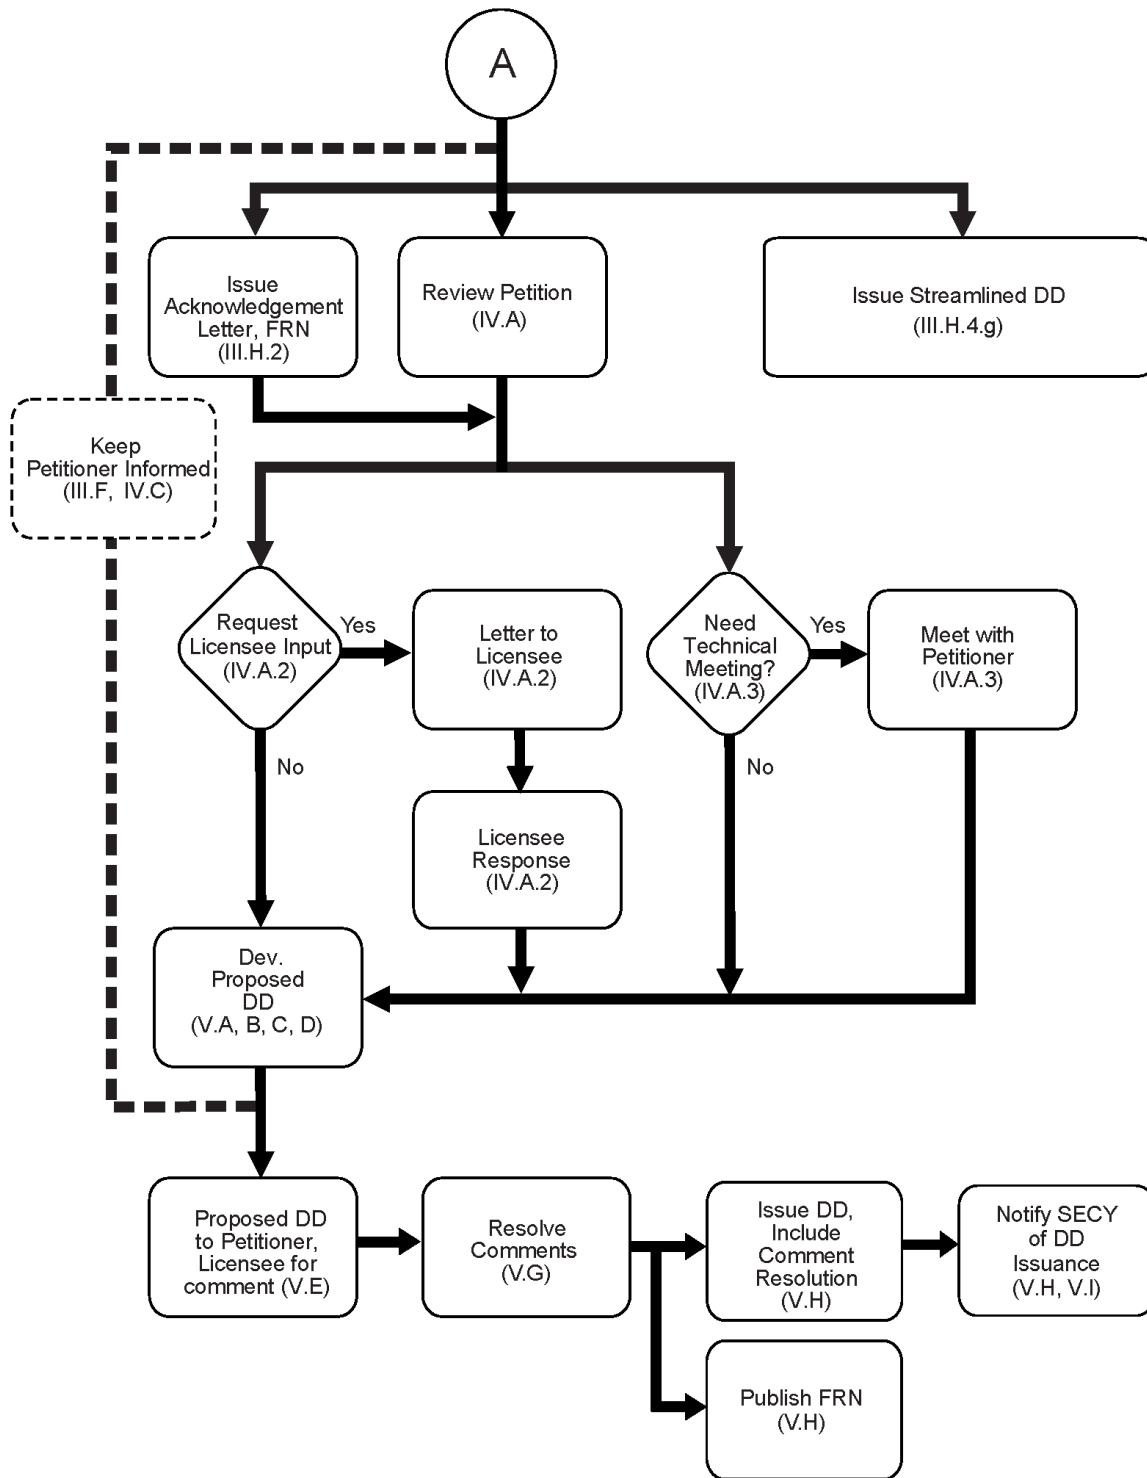 A
Issue
Acknowledgement
Letter, FRN
(III.H.2)
Review Petition
(IV.A)
Issue Streamlined DD
(III.H.4.g)
Keep
Petitioner Informed
(III.F, IV.C)
Request
Licensee Input
(IV.A.2)
Yes
Letter to
Licensee
(IV.A.2)
Need
Technical
Meeting?
(IV.A.3)
Yes
Meet with
Petitioner
(IV.A.3)
No
No
Licensee
Response
(IV.A.2)
Dev.
Proposed
DD
(V.A, B, C, D)
Proposed DD
to Petitioner,
Licensee for
comment (V.E)
Resolve
Comments
(V.G)
Issue DD,
Include
Comment
Resolution
(V.H)
Notify SECY
of DD
Issuance
(V.H, V.I)
Publish FRN
(V.H)